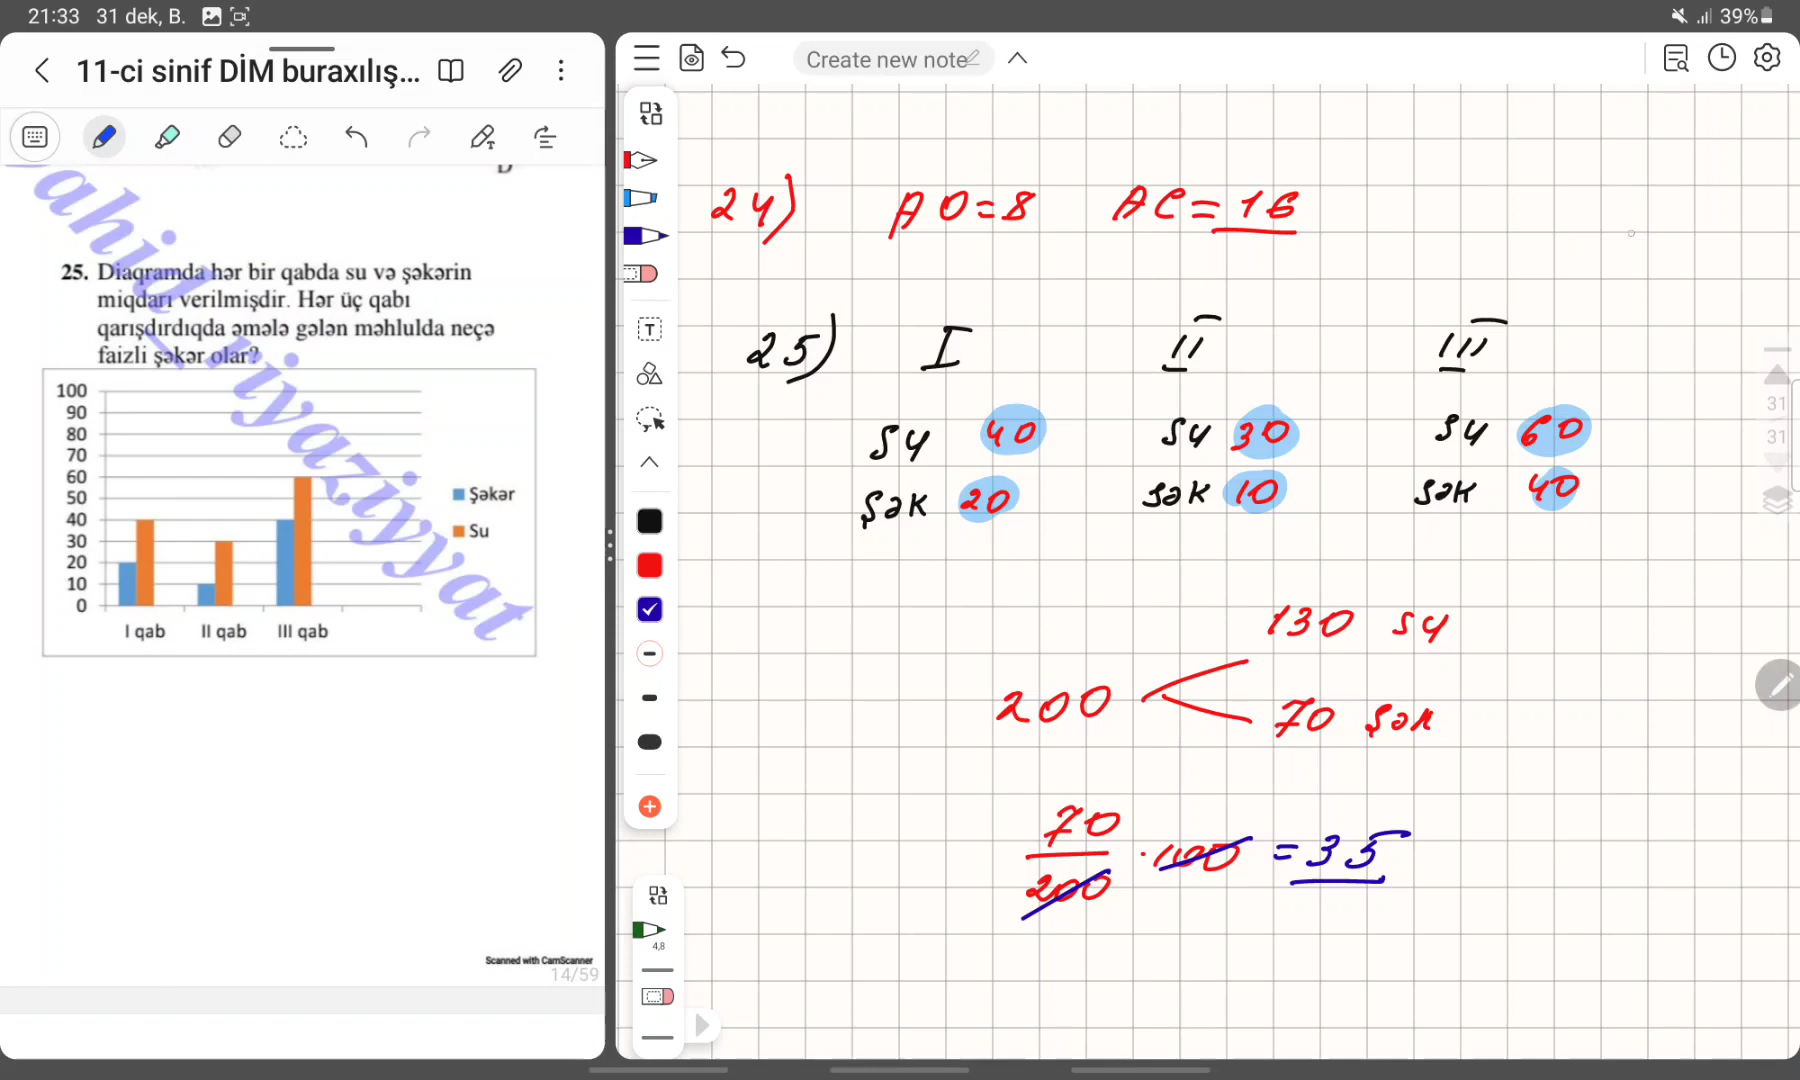 21:33 31 dek, B. 39%
11-ci sinif DİM buraxılış...
D
25. Diaqramda hər bir qabda su və şəkərin
miqdarı verilmişdir. Hər üç qabı
qarışdırdıqda əmələ gələn məhlulda neçə
faizli şəkər olar?
100
90
80
70
60
50
40
30
20
10
0
I qab II qab III qab
Şəkər
Su
vahid_riyaziyyat
Scanned with CamScanner
14/59
Create new note
T
4,8
24) AO=8 AC=16
25) I II III
su 40 su 30 su 60
şək 20 şək 10 şək 40
130 su
200
70 şək
70
200
·100 =35
31
31